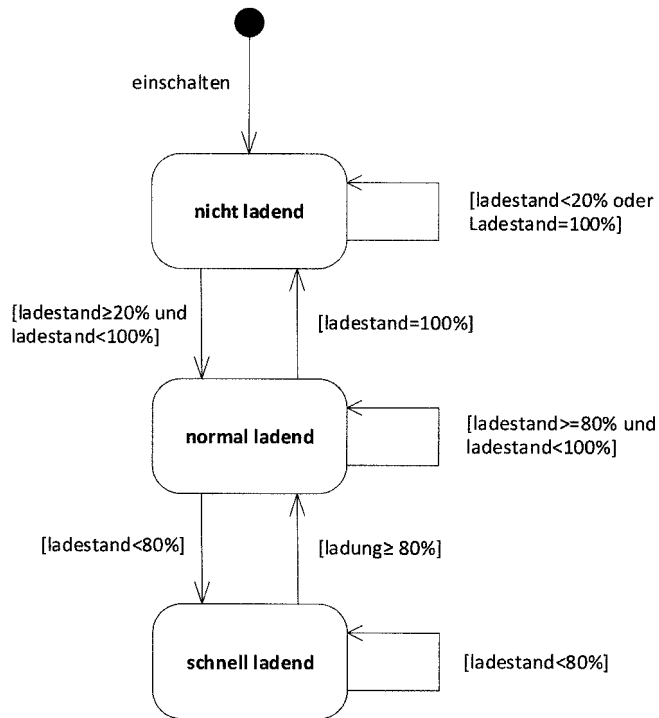 einschalten
nicht ladend
[ladestand<20% oder
Ladestand=100%]
[ladestand≥20% und
ladestand<100%]
[ladestand=100%]
normal ladend
[ladestand>=80% und
ladestand<100%]
[ladestand<80%]
[ladung≥ 80%]
schnell ladend
[ladestand<80%]